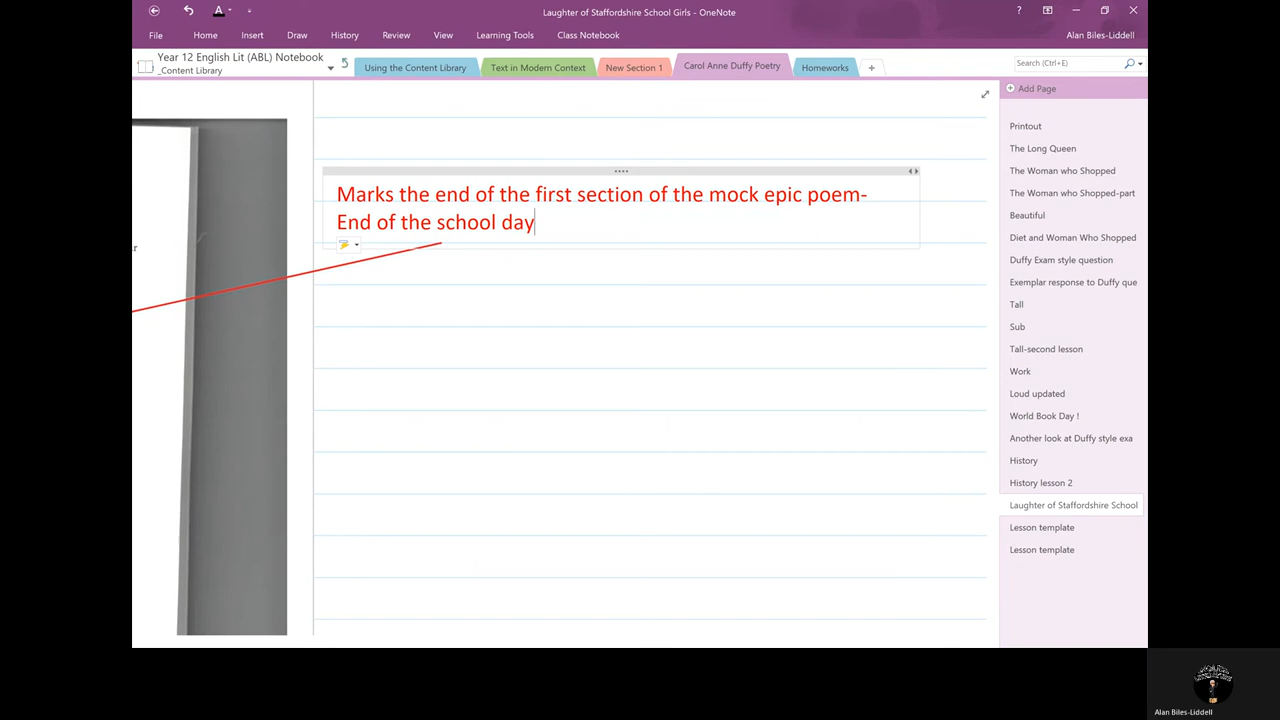 Laughter of Staffordshire School Girls - OneNote
A
?
Alan Biles-Liddell
File
Home
Insert
Draw
History
Review
View
Learning Tools
Class Notebook
Year 12 English Lit (ABL) Notebook
_Content Library
Using the Content Library
Text in Modern Context
New Section 1
Carol Anne Duffy Poetry
Homeworks
+
Search (Ctrl+E)
Add Page
Printout
The Long Queen
The Woman who Shopped
The Woman who Shopped-part
Beautiful
Diet and Woman Who Shopped
Duffy Exam style question
Exemplar response to Duffy que
Tall
Sub
Tall-second lesson
Work
Loud updated
World Book Day !
Another look at Duffy style exa
History
History lesson 2
Laughter of Staffordshire School
Lesson template
Lesson template
Marks the end of the first section of the mock epic poem-
End of the school day
Alan Biles-Liddell